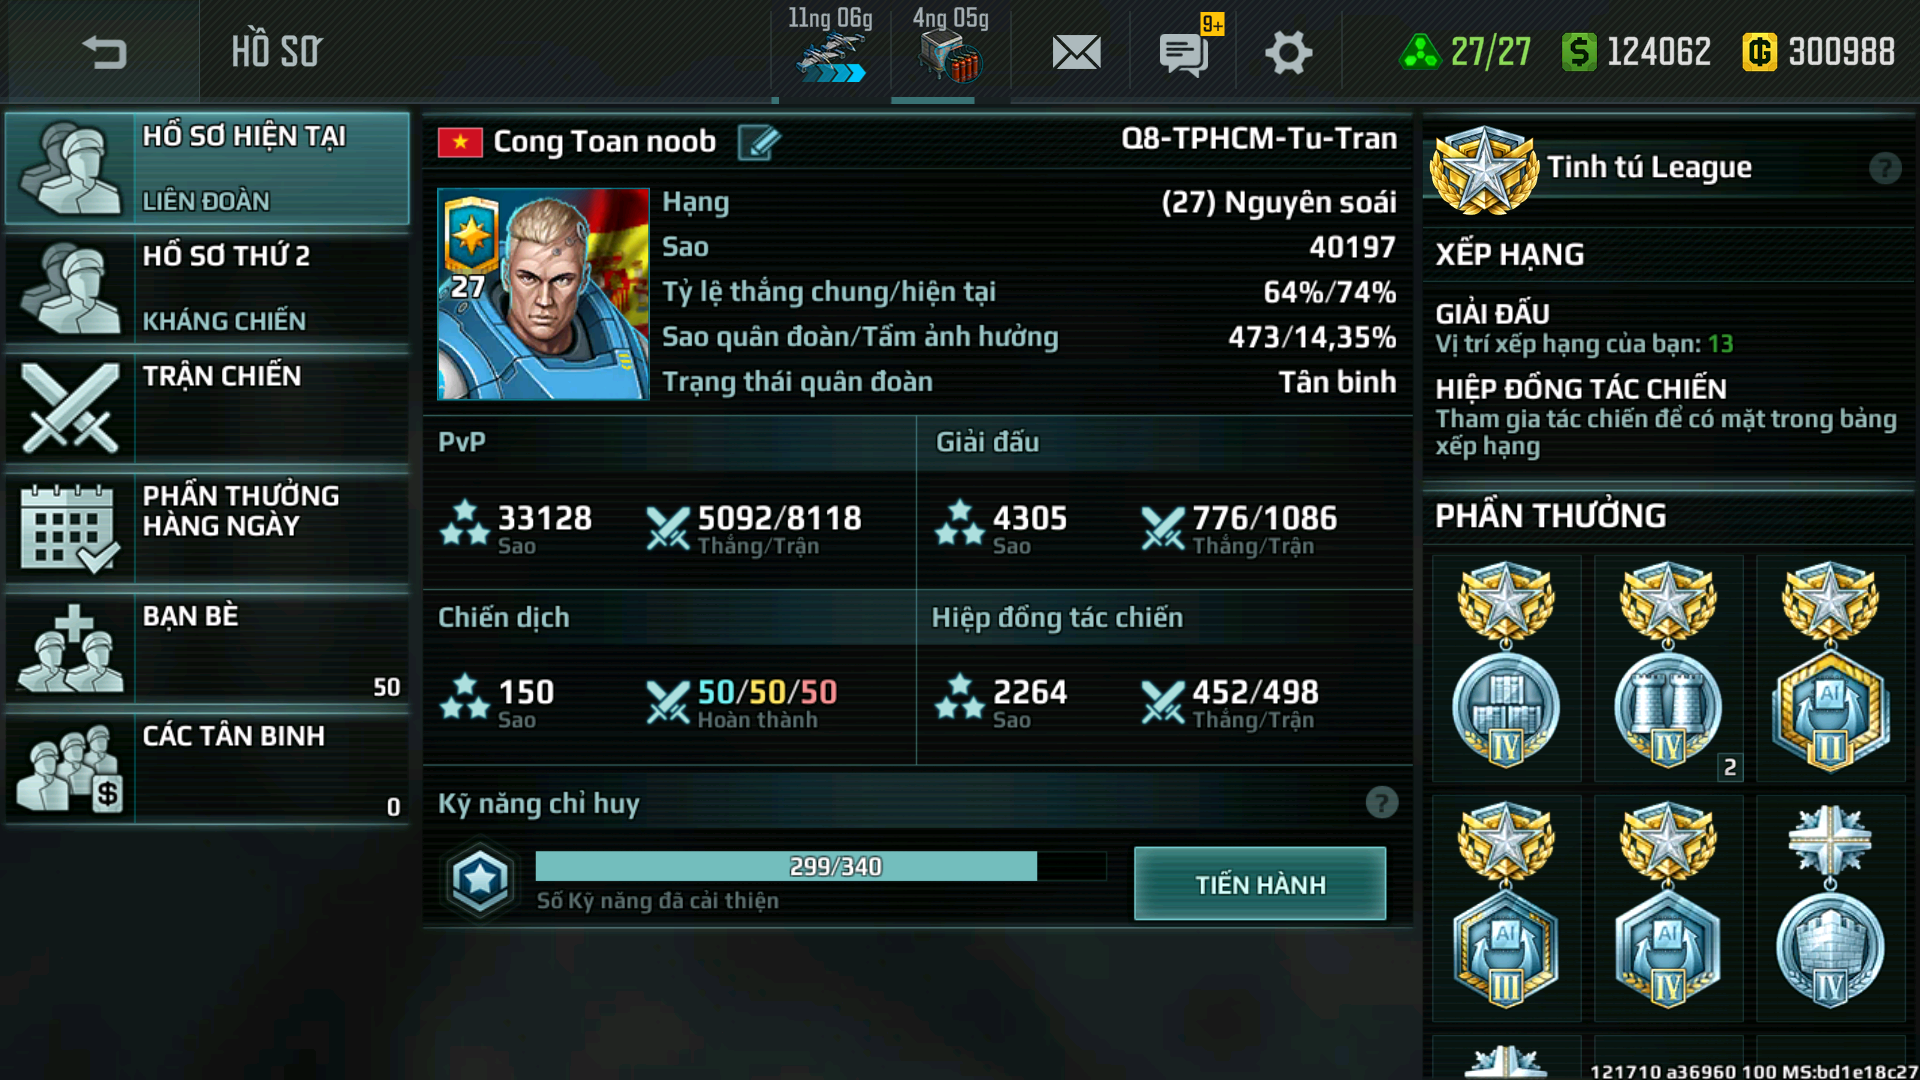 HỒ SƠ
11ng 06g
4ng 05g
9+
27/27
124062
300988
HỒ SƠ HIỆN TẠI
LIÊN ĐOÀN
HỒ SƠ THỨ 2
KHÁNG CHIẾN
TRẬN CHIẾN
PHẦN THƯỞNG
HÀNG NGÀY
BẠN BÈ
50
CÁC TÂN BINH
0
Cong Toan noob
Q8-TPHCM-Tu-Tran
27
Hạng
(27) Nguyên soái
Sao
40197
Tỷ lệ thắng chung/hiện tại
64%/74%
Sao quân đoàn/Tầm ảnh hưởng
473/14,35%
Trạng thái quân đoàn
Tân binh
PvP
33128
Sao
5092/8118
Thắng/Trận
Giải đấu
4305
Sao
776/1086
Thắng/Trận
Chiến dịch
150
Sao
50/50/50
Hoàn thành
Hiệp đồng tác chiến
2264
Sao
452/498
Thắng/Trận
Kỹ năng chỉ huy
?
299/340
Số Kỹ năng đã cải thiện
TIẾN HÀNH
Tinh tú League
?
XẾP HẠNG
GIẢI ĐẤU
Vị trí xếp hạng của bạn: 13
HIỆP ĐỒNG TÁC CHIẾN
Tham gia tác chiến để có mặt trong bảng
xếp hạng
PHẦN THƯỞNG
IV
IV
2
AI
II
AI
III
AI
IV
IV
121710 a36960 100 MS:bd1e18c27